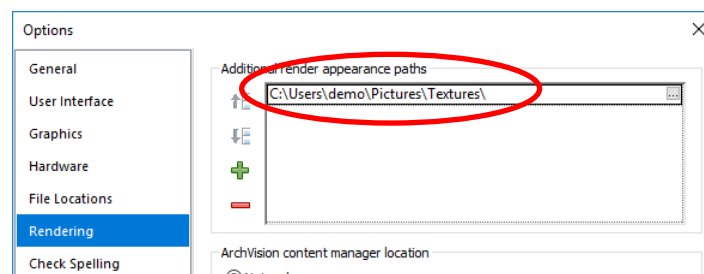 Options
General
User Interface
Graphics
Hardware
File Locations
Rendering
Check Spelling
Additional render appearance paths
C:\Users\demo\Pictures\Textures\
...
ArchVision content manager location